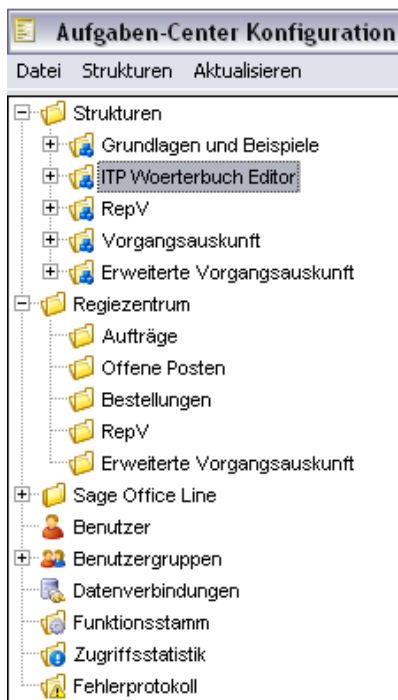 Aufgaben-Center Konfiguration
Datei Strukturen Aktualisieren
Strukturen
Grundlagen und Beispiele
ITP Woerterbuch Editor
RepV
Vorgangsauskunft
Erweiterte Vorgangsauskunft
Regiezentrum
Aufträge
Offene Posten
Bestellungen
RepV
Erweiterte Vorgangsauskunft
Sage Office Line
Benutzer
Benutzergruppen
Datenverbindungen
Funktionsstamm
Zugriffsstatistik
Fehlerprotokoll